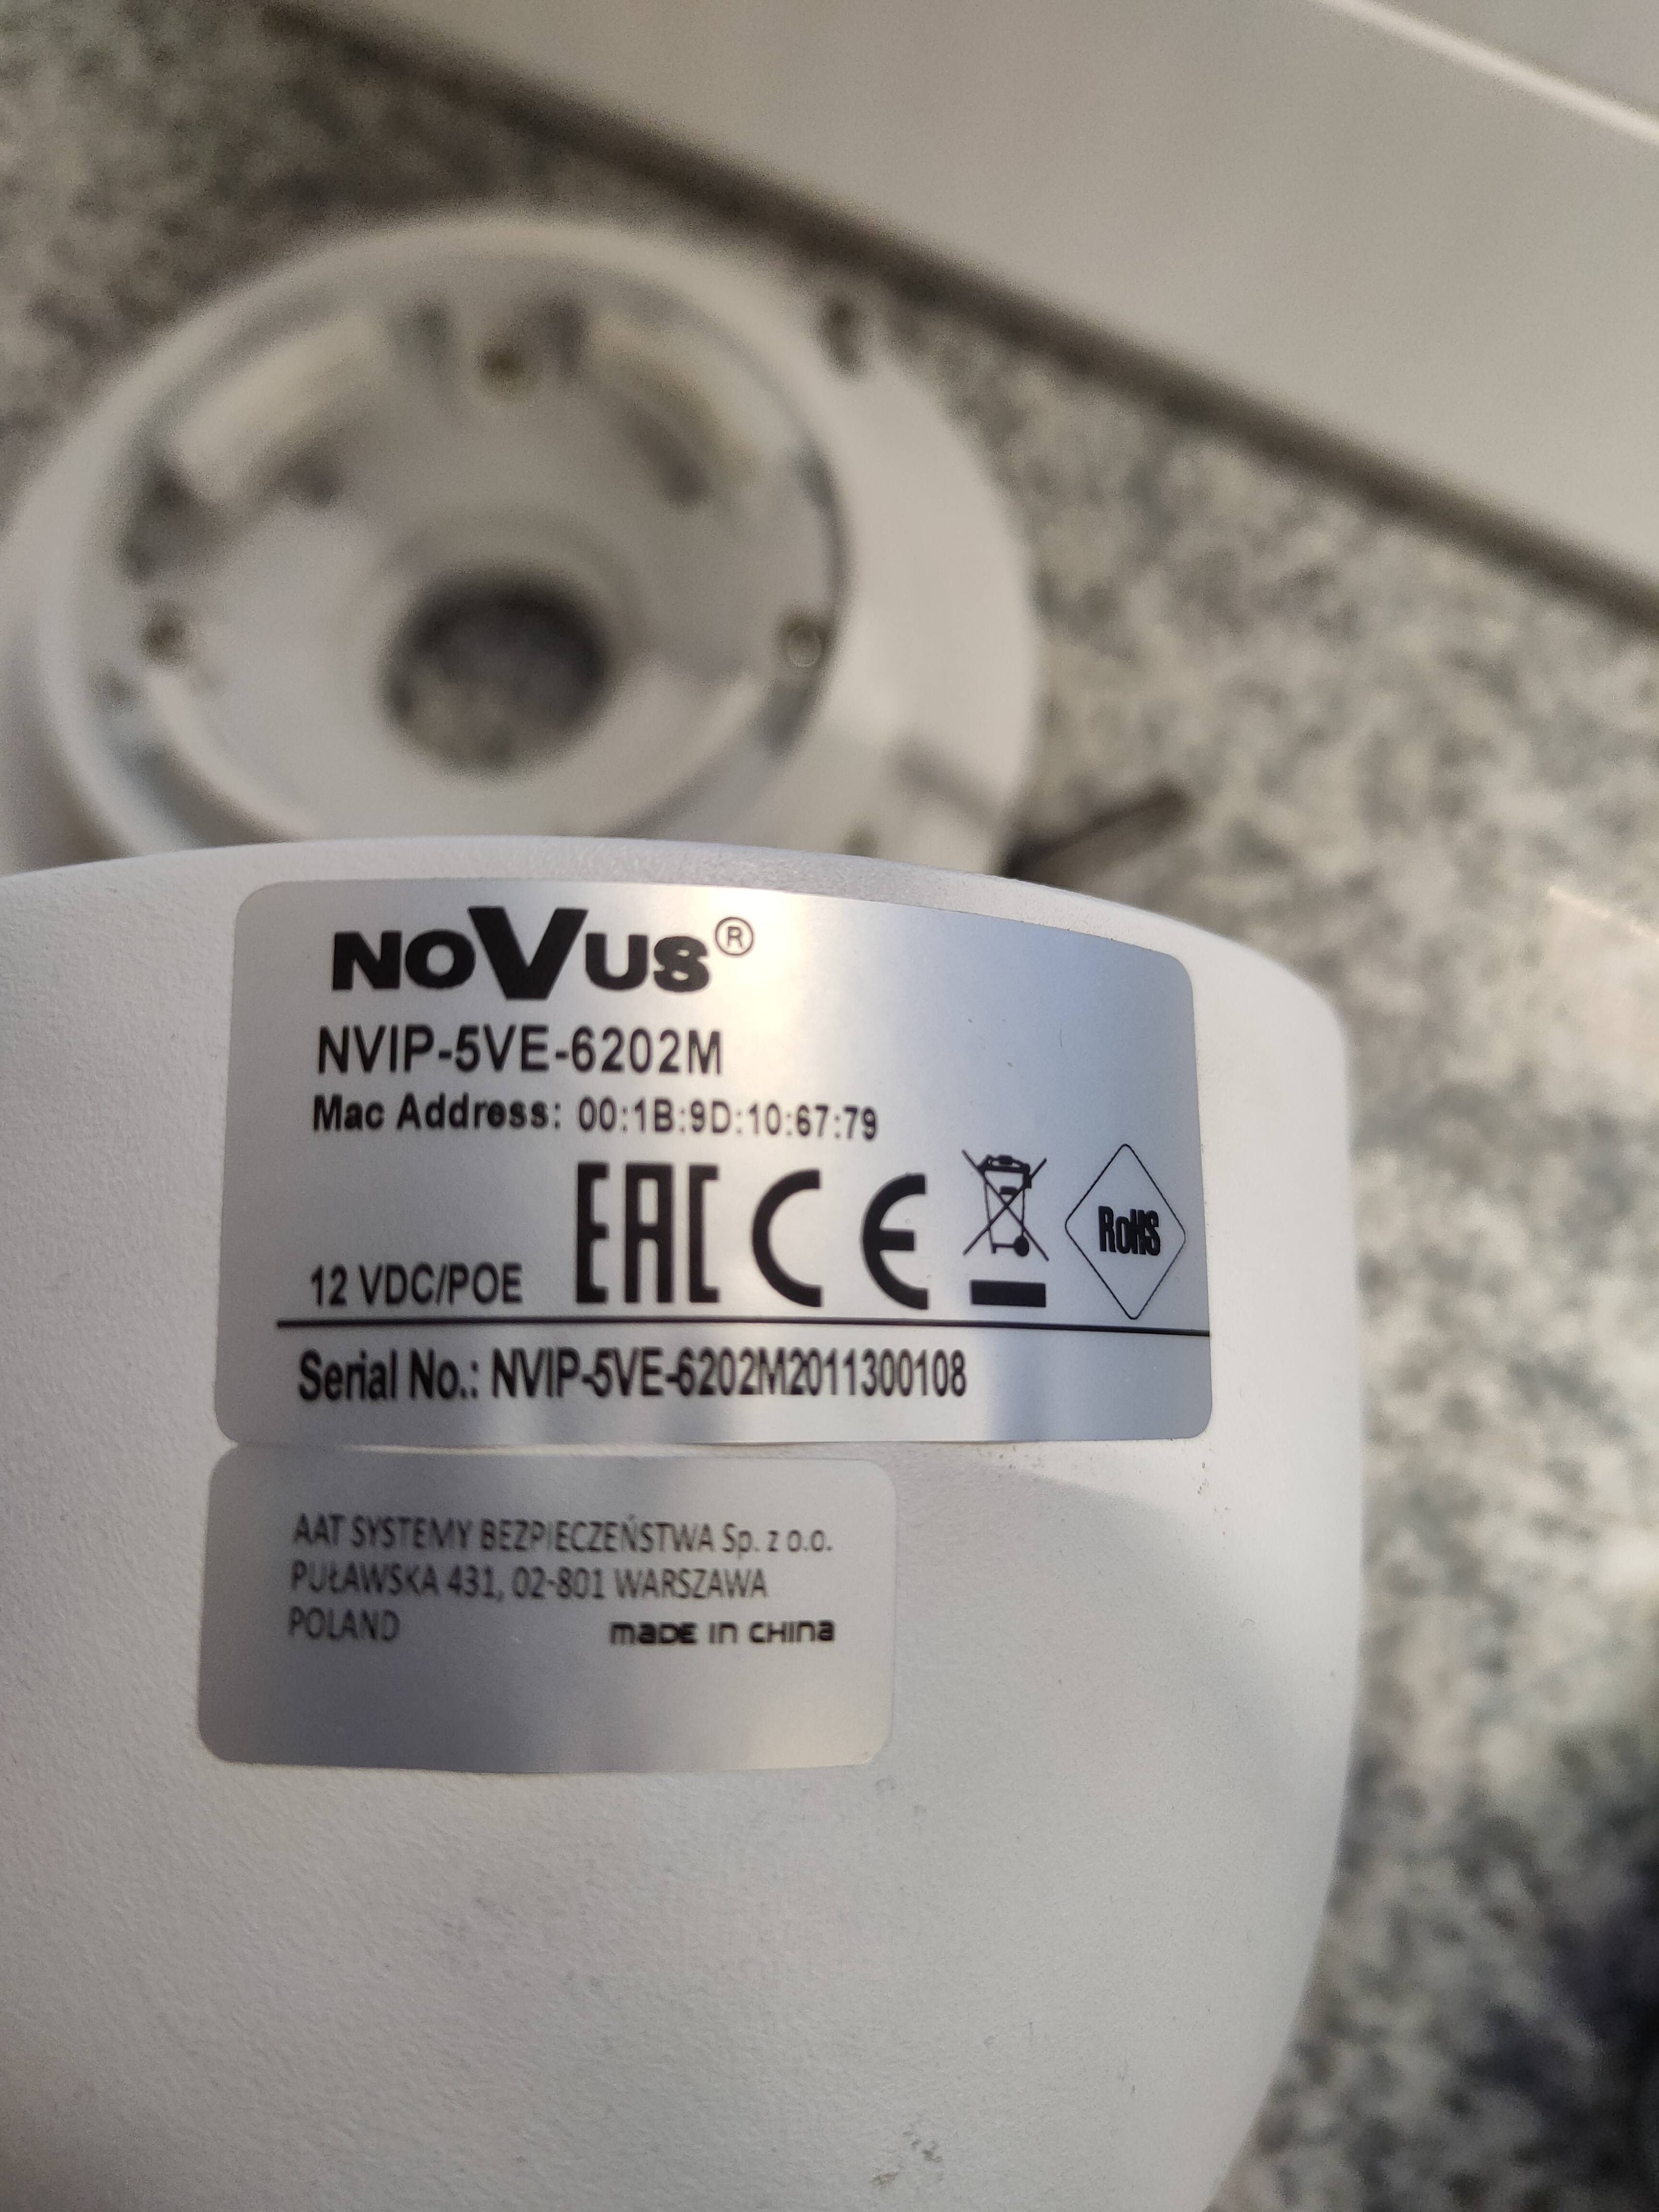 NOVUS®
NVIP-5VE-6202M
Mac Address: 00:1B:9D:10:67:79
12 VDC/POE EAC CE RoHS
Serial No.: NVIP-5VE-6202M2011300108
AAT SYSTEMY BEZPIECZEŃSTWA Sp. z o.o.
PUŁAWSKA 431, 02-801 WARSZAWA
POLAND made in china